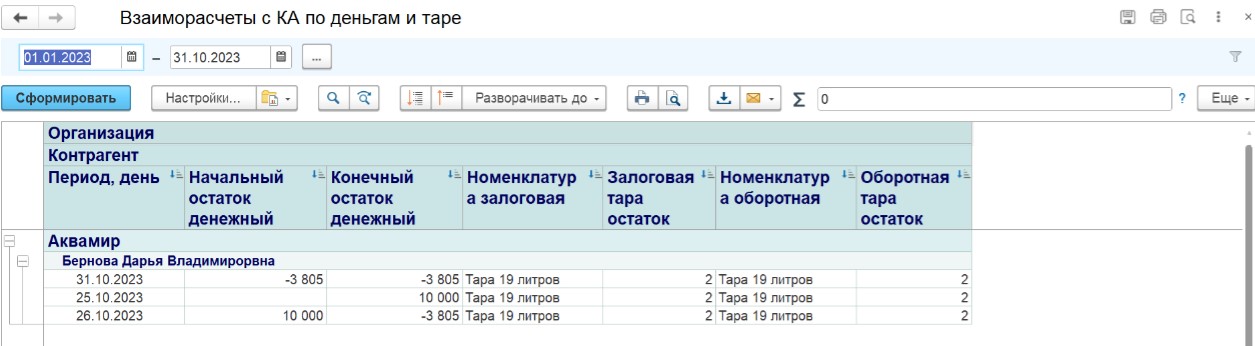 Взаиморасчеты с КА по деньгам и таре
01.01.2023 – 31.10.2023 ...
Сформировать Настройки... Разворачивать до Σ 0 ? Еще
Организация
Контрагент
Период, день Начальный Конечный Номенклатур Залоговая Номенклатур Оборотная
остаток остаток а залоговая тара а оборотная тара
денежный денежный остаток остаток
Аквамир
Бернова Дарья Владимирорвна
31.10.2023 -3 805 -3 805 Тара 19 литров 2 Тара 19 литров 2
25.10.2023 10 000 Тара 19 литров 2 Тара 19 литров 2
26.10.2023 10 000 -3 805 Тара 19 литров 2 Тара 19 литров 2